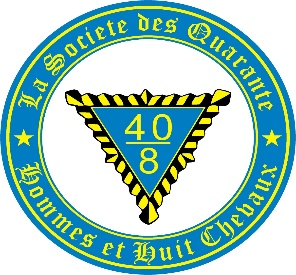 La Societe des Quarante
40
8
Hommes et Huit Chevaux